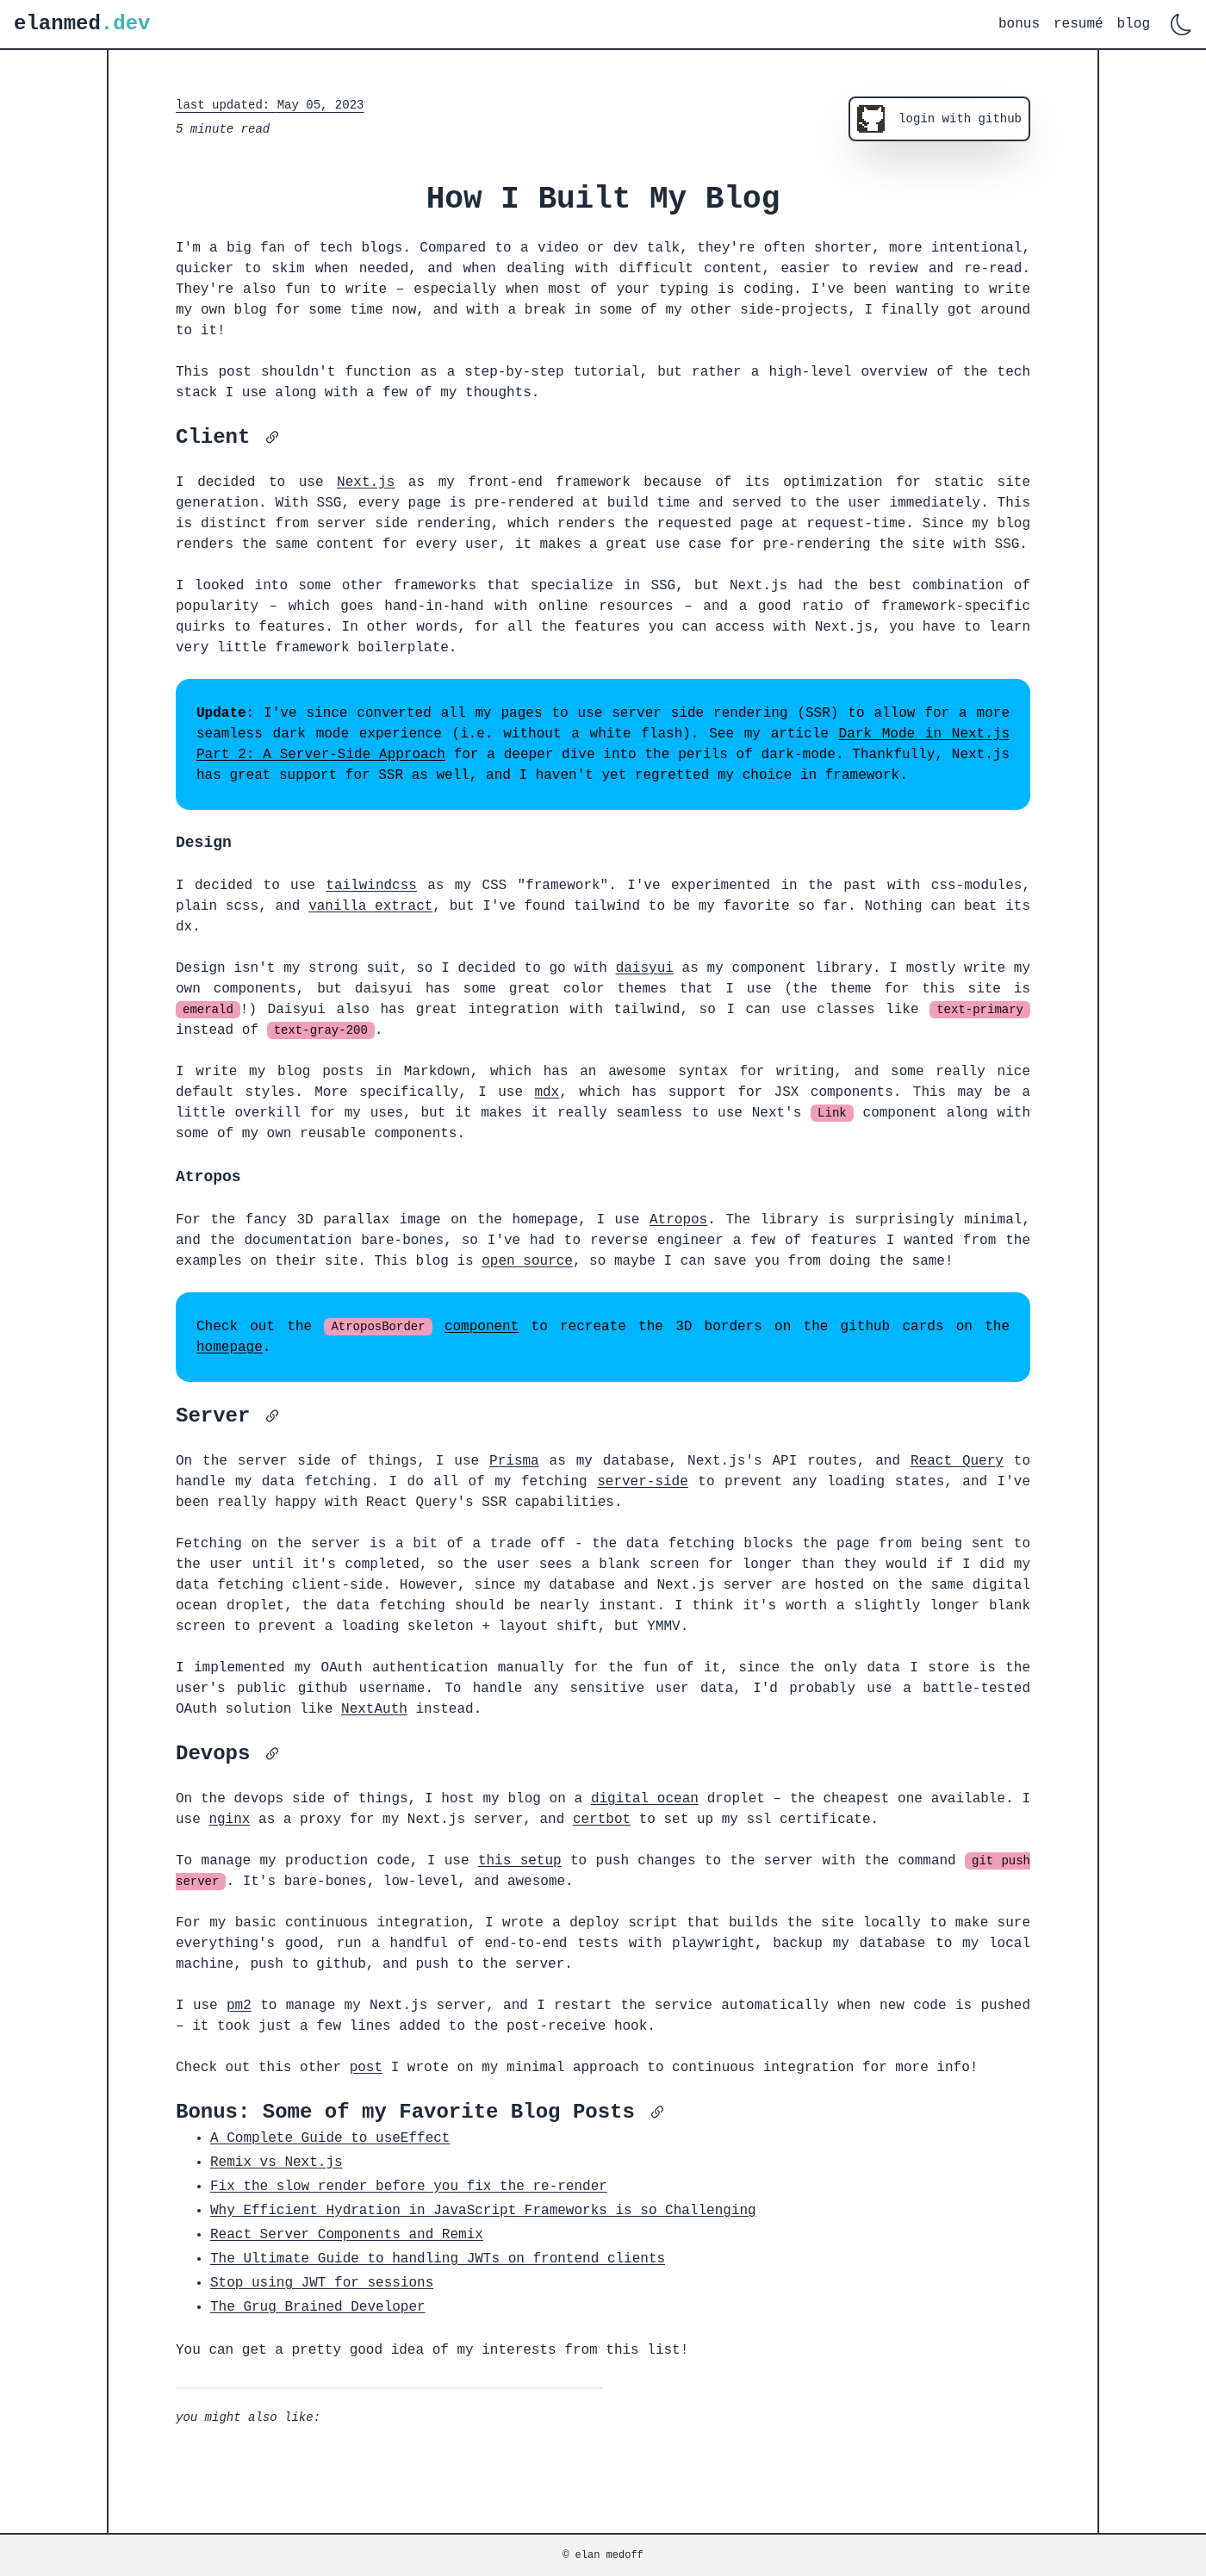 elanmed.dev
bonus resumé blog
last updated: May 05, 2023
5 minute read
login with github
How I Built My Blog
I'm a big fan of tech blogs. Compared to a video or dev talk, they're often shorter, more intentional,
quicker to skim when needed, and when dealing with difficult content, easier to review and re-read.
They're also fun to write – especially when most of your typing is coding. I've been wanting to write
my own blog for some time now, and with a break in some of my other side-projects, I finally got around
to it!
This post shouldn't function as a step-by-step tutorial, but rather a high-level overview of the tech
stack I use along with a few of my thoughts.
Client
I decided to use Next.js as my front-end framework because of its optimization for static site
generation. With SSG, every page is pre-rendered at build time and served to the user immediately. This
is distinct from server side rendering, which renders the requested page at request-time. Since my blog
renders the same content for every user, it makes a great use case for pre-rendering the site with SSG.
I looked into some other frameworks that specialize in SSG, but Next.js had the best combination of
popularity – which goes hand-in-hand with online resources – and a good ratio of framework-specific
quirks to features. In other words, for all the features you can access with Next.js, you have to learn
very little framework boilerplate.
Update: I've since converted all my pages to use server side rendering (SSR) to allow for a more
seamless dark mode experience (i.e. without a white flash). See my article Dark Mode in Next.js
Part 2: A Server-Side Approach for a deeper dive into the perils of dark-mode. Thankfully, Next.js
has great support for SSR as well, and I haven't yet regretted my choice in framework.
Design
I decided to use tailwindcss as my CSS "framework". I've experimented in the past with css-modules,
plain scss, and vanilla extract, but I've found tailwind to be my favorite so far. Nothing can beat its
dx.
Design isn't my strong suit, so I decided to go with daisyui as my component library. I mostly write my
own components, but daisyui has some great color themes that I use (the theme for this site is
emerald!) Daisyui also has great integration with tailwind, so I can use classes like text-primary
instead of text-gray-200.
I write my blog posts in Markdown, which has an awesome syntax for writing, and some really nice
default styles. More specifically, I use mdx, which has support for JSX components. This may be a
little overkill for my uses, but it makes it really seamless to use Next's Link component along with
some of my own reusable components.
Atropos
For the fancy 3D parallax image on the homepage, I use Atropos. The library is surprisingly minimal,
and the documentation bare-bones, so I've had to reverse engineer a few of features I wanted from the
examples on their site. This blog is open source, so maybe I can save you from doing the same!
Check out the AtroposBorder component to recreate the 3D borders on the github cards on the
homepage.
Server
On the server side of things, I use Prisma as my database, Next.js's API routes, and React Query to
handle my data fetching. I do all of my fetching server-side to prevent any loading states, and I've
been really happy with React Query's SSR capabilities.
Fetching on the server is a bit of a trade off - the data fetching blocks the page from being sent to
the user until it's completed, so the user sees a blank screen for longer than they would if I did my
data fetching client-side. However, since my database and Next.js server are hosted on the same digital
ocean droplet, the data fetching should be nearly instant. I think it's worth a slightly longer blank
screen to prevent a loading skeleton + layout shift, but YMMV.
I implemented my OAuth authentication manually for the fun of it, since the only data I store is the
user's public github username. To handle any sensitive user data, I'd probably use a battle-tested
OAuth solution like NextAuth instead.
Devops
On the devops side of things, I host my blog on a digital ocean droplet – the cheapest one available. I
use nginx as a proxy for my Next.js server, and certbot to set up my ssl certificate.
To manage my production code, I use this setup to push changes to the server with the command git push
server. It's bare-bones, low-level, and awesome.
For my basic continuous integration, I wrote a deploy script that builds the site locally to make sure
everything's good, run a handful of end-to-end tests with playwright, backup my database to my local
machine, push to github, and push to the server.
I use pm2 to manage my Next.js server, and I restart the service automatically when new code is pushed
– it took just a few lines added to the post-receive hook.
Check out this other post I wrote on my minimal approach to continuous integration for more info!
Bonus: Some of my Favorite Blog Posts
• A Complete Guide to useEffect
• Remix vs Next.js
• Fix the slow render before you fix the re-render
• Why Efficient Hydration in JavaScript Frameworks is so Challenging
• React Server Components and Remix
• The Ultimate Guide to handling JWTs on frontend clients
• Stop using JWT for sessions
• The Grug Brained Developer
You can get a pretty good idea of my interests from this list!
you might also like:
© elan medoff